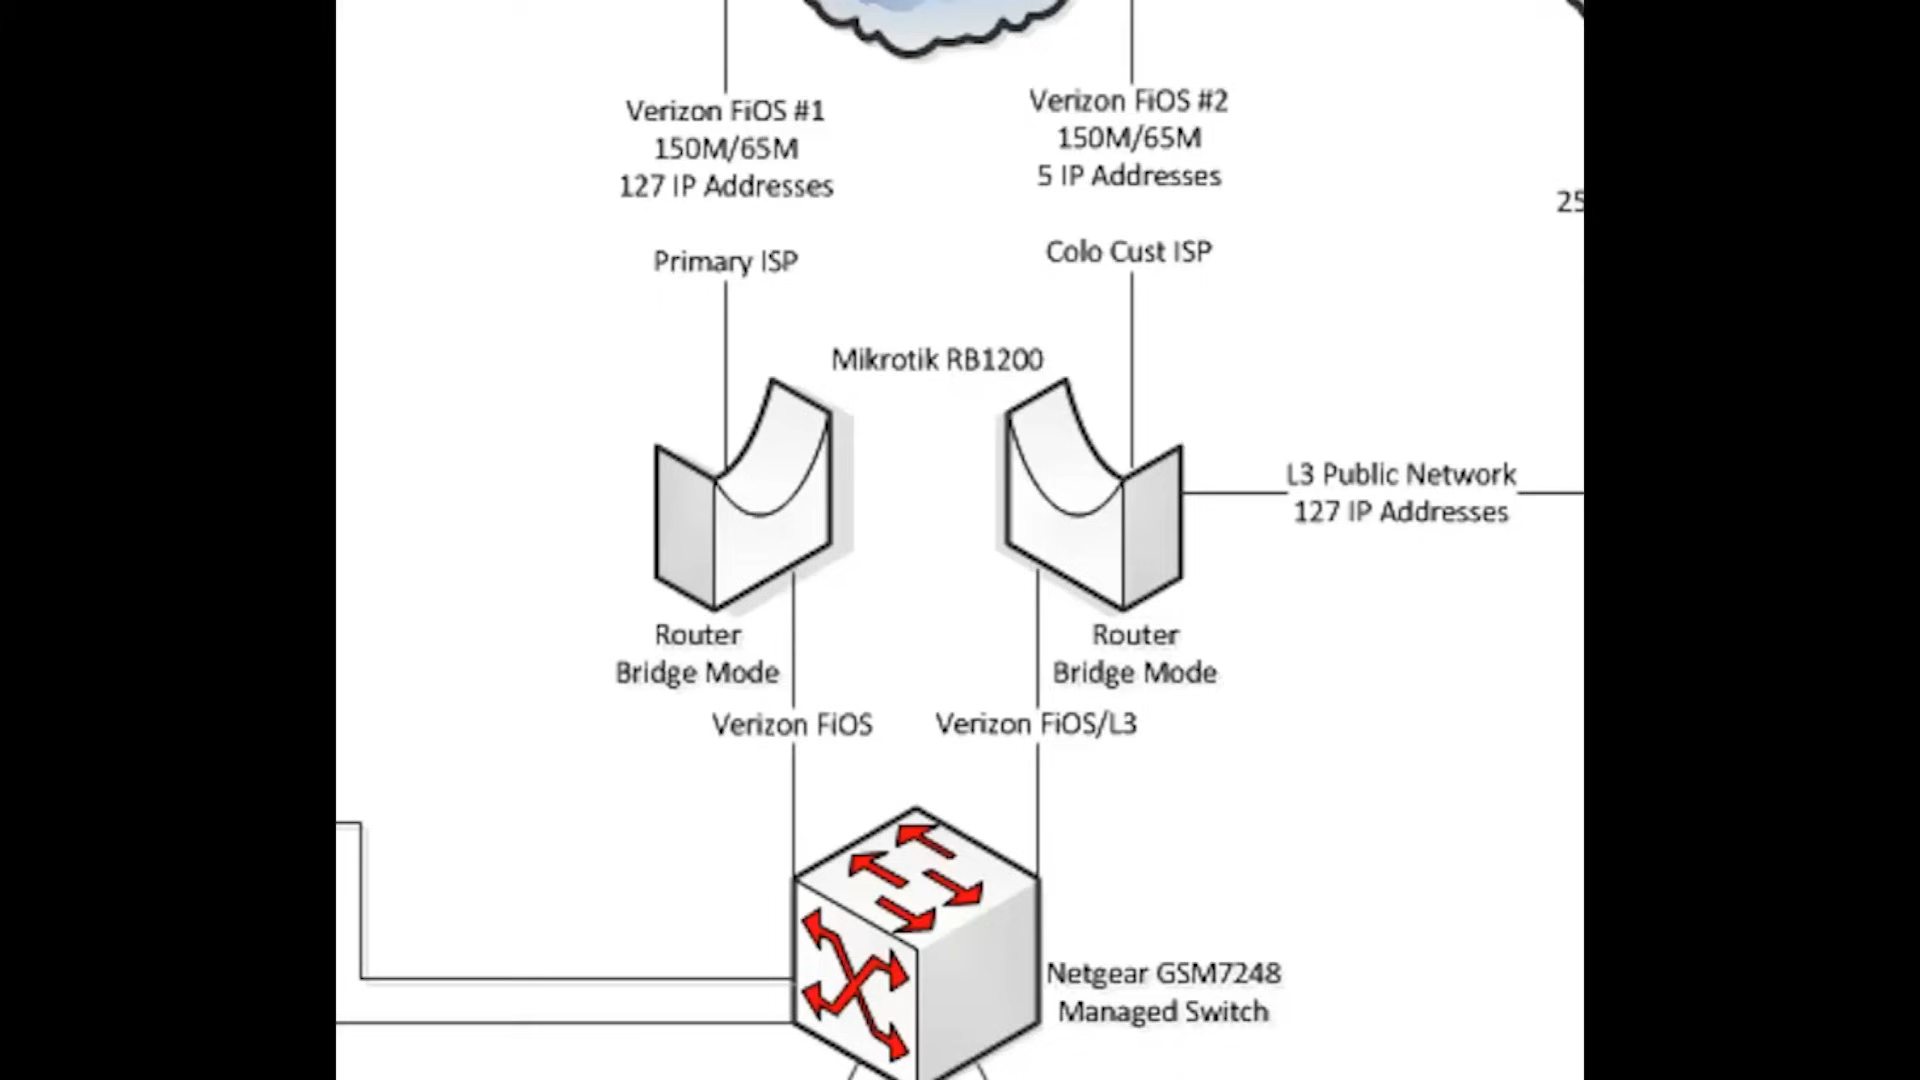 Verizon FiOS #1
150M/65M
127 IP Addresses
Primary ISP
Verizon FiOS #2
150M/65M
5 IP Addresses
Colo Cust ISP
25
Mikrotik RB1200
L3 Public Network
127 IP Addresses
Router
Bridge Mode
Router
Bridge Mode
Verizon FiOS
Verizon FiOS/L3
Netgear GSM7248
Managed Switch